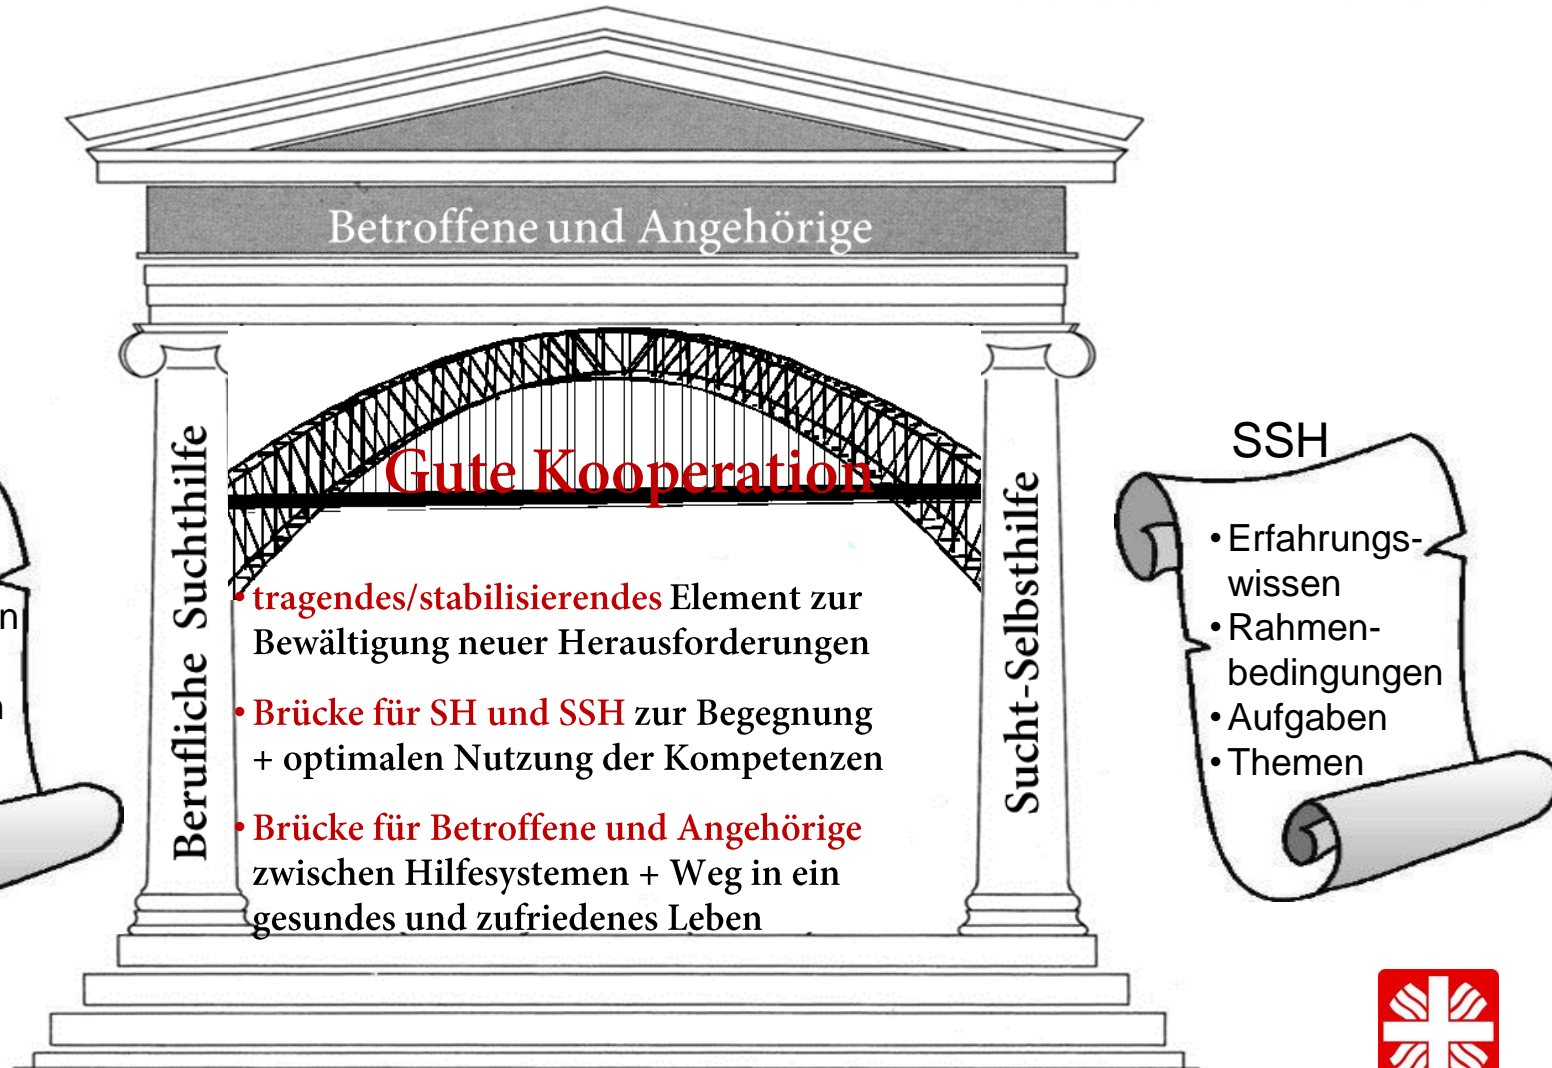 Betroffene und Angehörige
Gute Kooperation
Berufliche Suchthilfe
• tragendes/stabilisierendes Element zur
Bewältigung neuer Herausforderungen
• Brücke für SH und SSH zur Begegnung
+ optimalen Nutzung der Kompetenzen
• Brücke für Betroffene und Angehörige
zwischen Hilfesystemen + Weg in ein
gesundes und zufriedenes Leben
Sucht-Selbsthilfe
SSH
• Erfahrungs-
wissen
• Rahmen-
bedingungen
• Aufgaben
• Themen